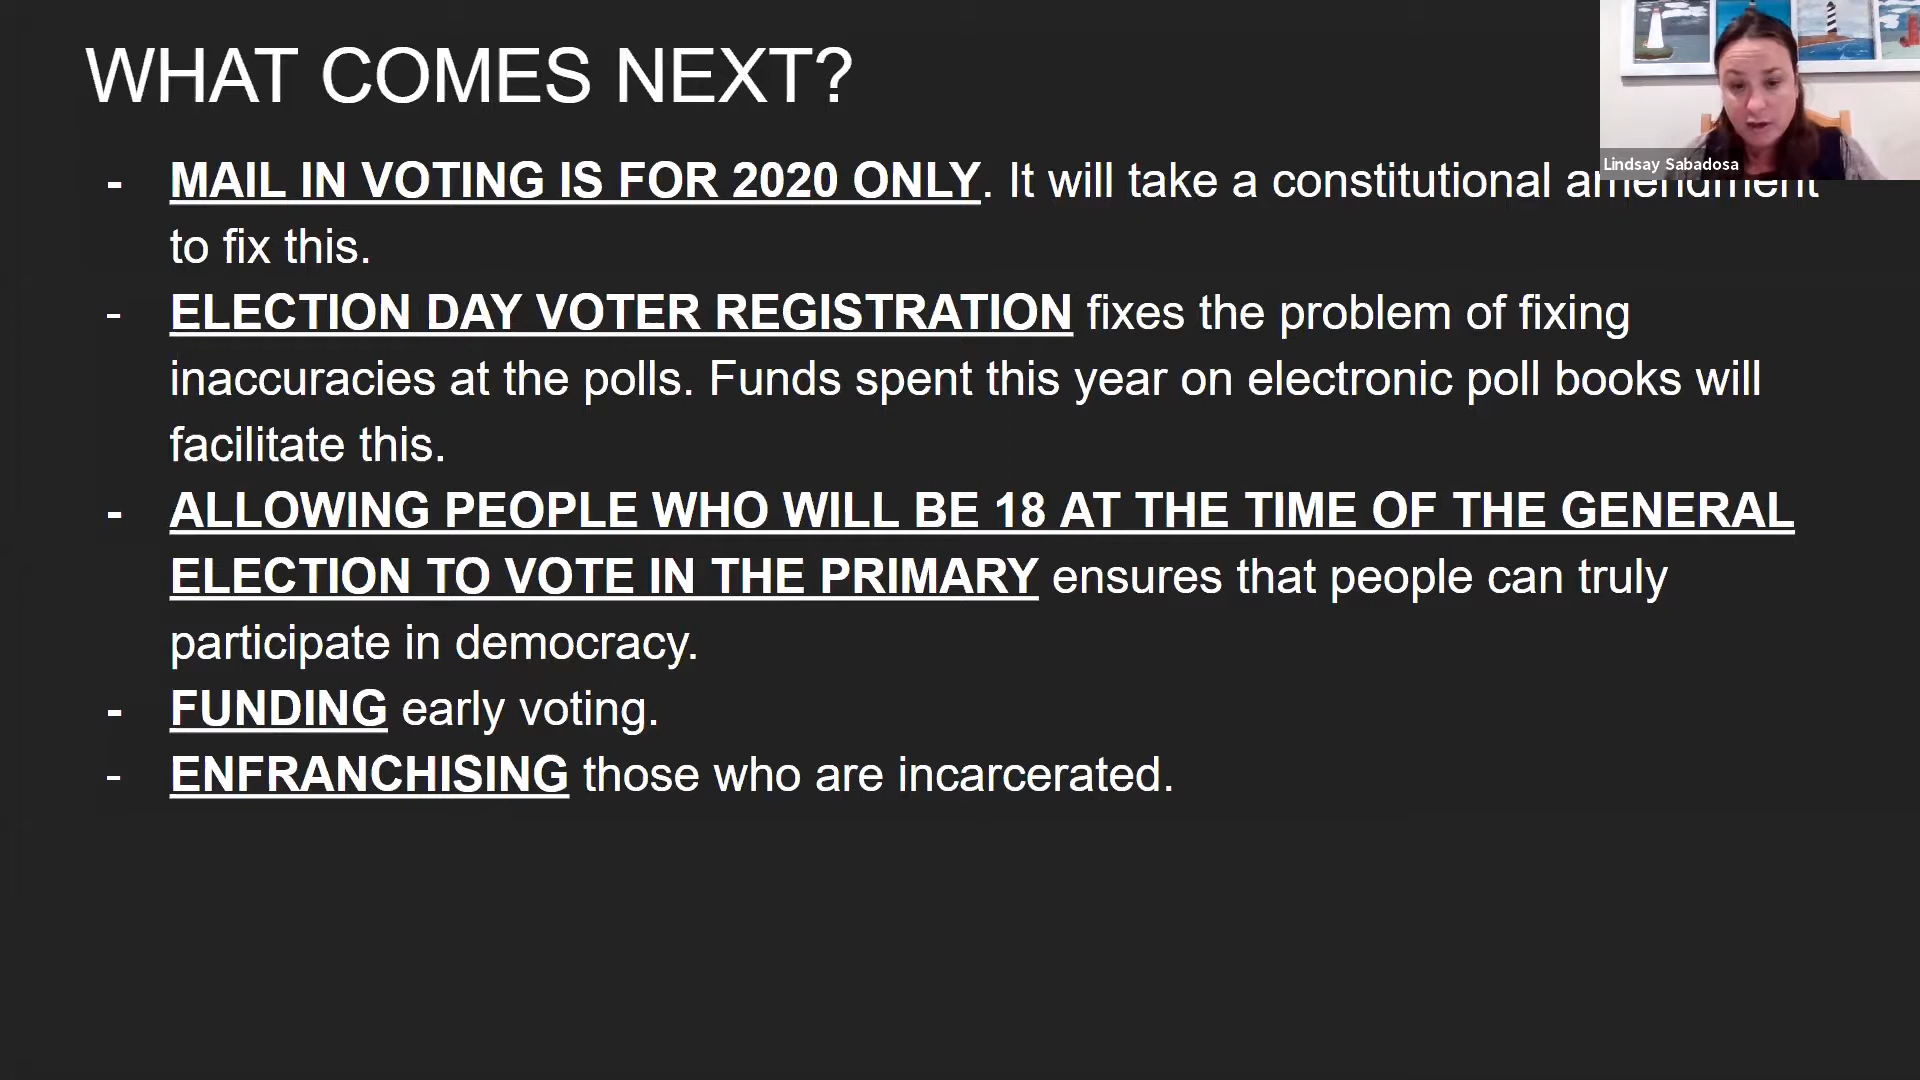 WHAT COMES NEXT?
- MAIL IN VOTING IS FOR 2020 ONLY. It will take a constitutional amendment
to fix this.
- ELECTION DAY VOTER REGISTRATION fixes the problem of fixing
inaccuracies at the polls. Funds spent this year on electronic poll books will
facilitate this.
- ALLOWING PEOPLE WHO WILL BE 18 AT THE TIME OF THE GENERAL
ELECTION TO VOTE IN THE PRIMARY ensures that people can truly
participate in democracy.
- FUNDING early voting.
- ENFRANCHISING those who are incarcerated.
Lindsay Sabadosa